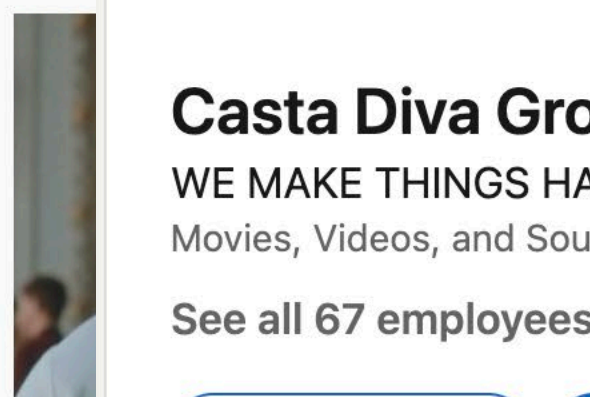 Casta Diva Gro
WE MAKE THINGS HA
Movies, Videos, and Sou
See all 67 employees